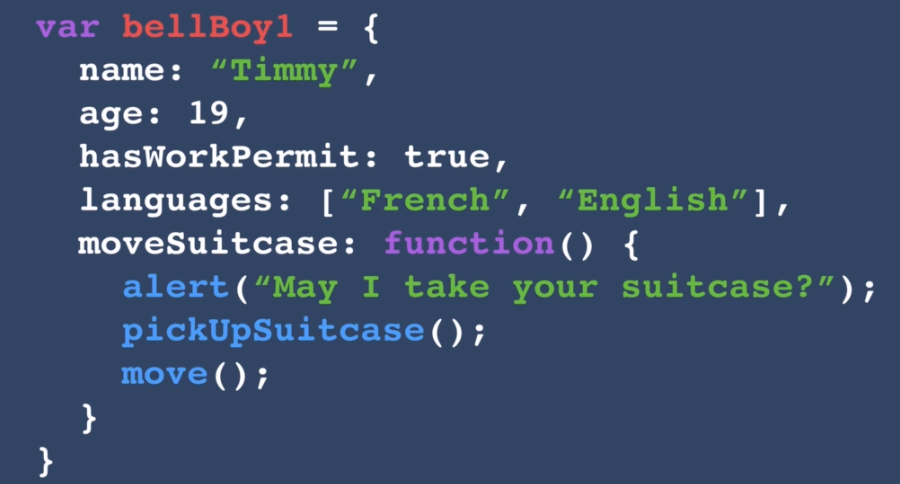 var bellBoy1 = {
name: “Timmy”,
age: 19,
hasWorkPermit: true,
languages: [“French”, “English”],
moveSuitcase: function() {
alert(“May I take your suitcase?”);
pickUpSuitcase();
move();
}
}